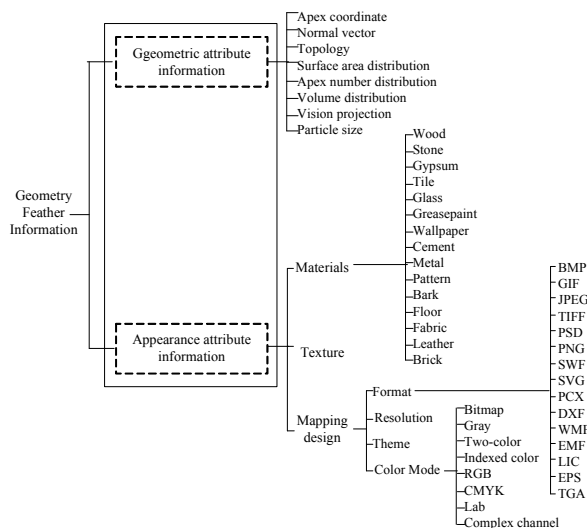 Geometry
Feather
Information
Ggeometric attribute
information
Apex coordinate
Normal vector
Topology
Surface area distribution
Apex number distribution
Volume distribution
Vision projection
Particle size
Appearance attribute
information
Materials
Wood
Stone
Gypsum
Tile
Glass
Greasepaint
Wallpaper
Cement
Metal
Pattern
Bark
Floor
Fabric
Leather
Brick
Texture
Mapping
design
Format
BMP
GIF
JPEG
TIFF
PSD
PNG
SWF
SVG
PCX
DXF
WMF
EMF
LIC
EPS
TGA
Resolution
Theme
Color Mode
Bitmap
Gray
Two-color
Indexed color
RGB
CMYK
Lab
Complex channel